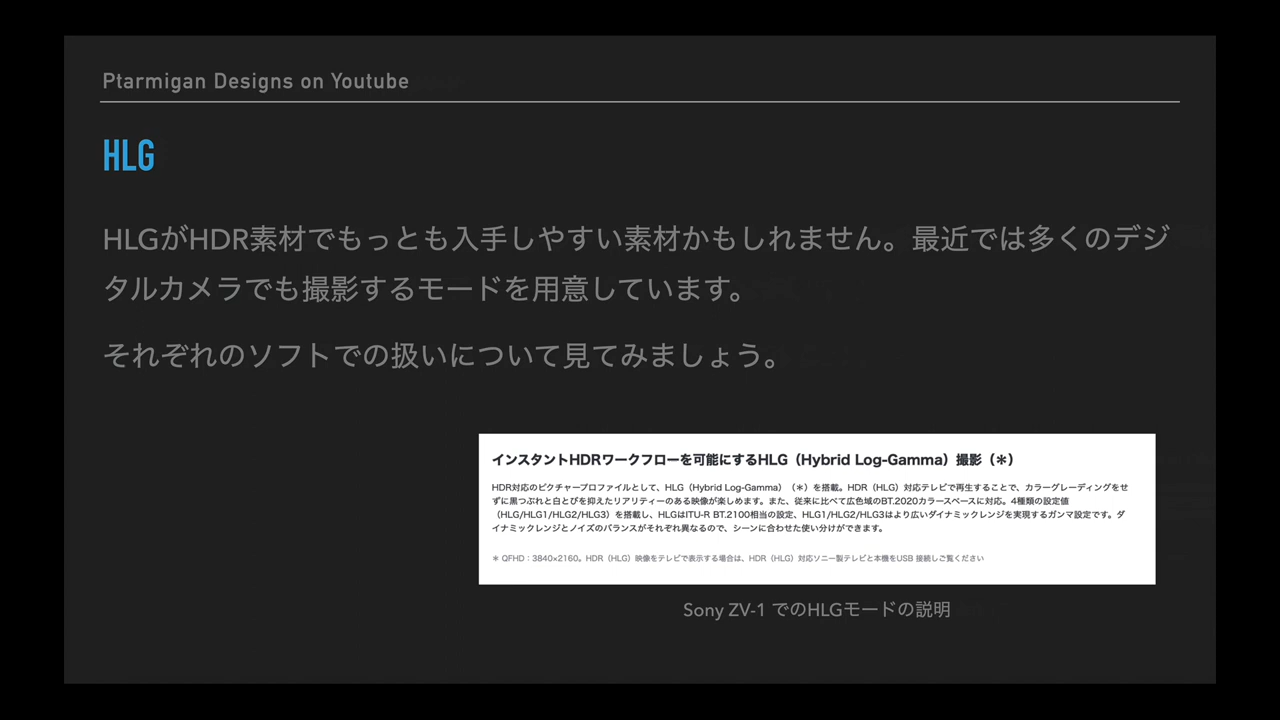 Ptarmigan Designs on Youtube
HLG
HLGがHDR素材でもっとも入手しやすい素材かもしれません。最近では多くのデジ
タルカメラでも撮影するモードを用意しています。
それぞれのソフトでの扱いについて見てみましょう。
インスタントHDRワークフローを可能にするHLG（Hybrid Log-Gamma）撮影（＊）
HDR対応のピクチャープロファイルとして、HLG（Hybrid Log-Gamma）（＊）を搭載。HDR（HLG）対応テレビで再生することで、カラーグレーディングをせ
ずに黒つぶれと白とびを抑えたリアリティーのある映像が楽しめます。また、従来に比べて広色域のBT.2020カラースペースに対応。4種類の設定値
（HLG/HLG1/HLG2/HLG3）を搭載し、HLGはITU-R BT.2100相当の設定、HLG1/HLG2/HLG3はより広いダイナミックレンジを実現するガンマ設定です。ダ
イナミックレンジとノイズのバランスがそれぞれ異なるので、シーンに合わせた使い分けができます。
＊ QFHD：3840×2160。HDR（HLG）映像をテレビで表示する場合は、HDR（HLG）対応ソニー製テレビと本機をUSB 接続しご覧ください
Sony ZV-1 でのHLGモードの説明